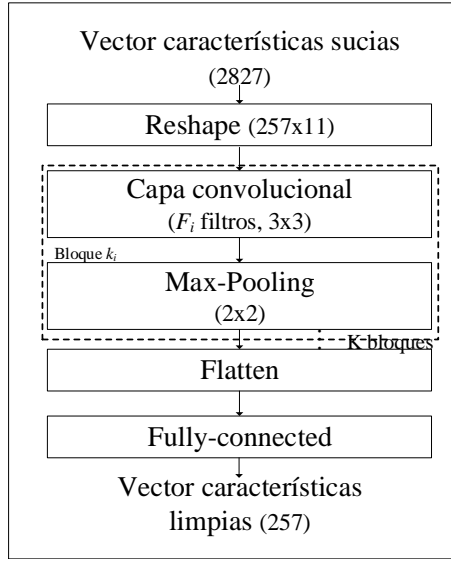 Vector características sucias
(2827)
Reshape (257x11)
Capa convolucional
(Fi filtros, 3x3)
Bloque ki
Max-Pooling
(2x2)
K bloques
Flatten
Fully-connected
Vector características
limpias (257)